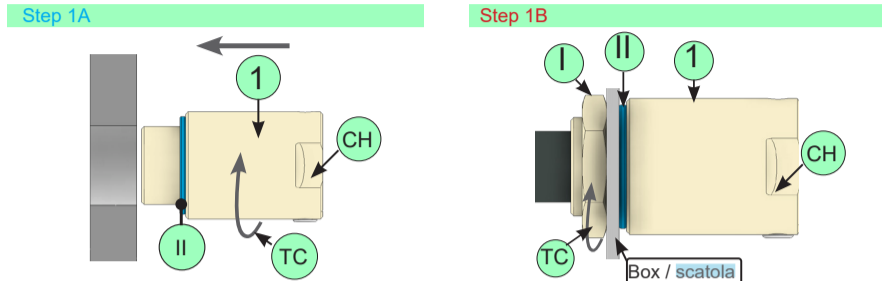 Step 1A
1
CH
II
TC
Step 1B
I
II
1
CH
TC
Box / scatola